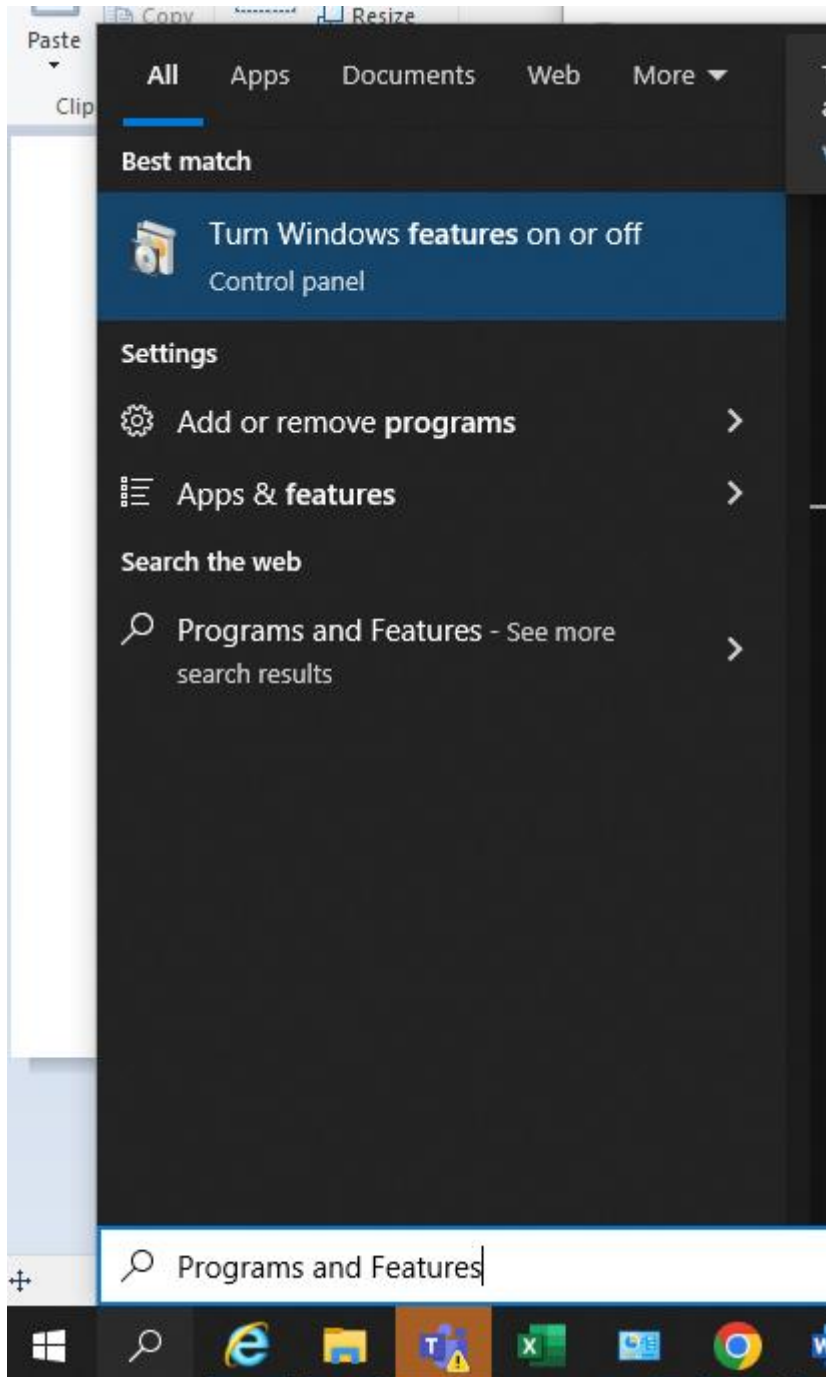 Copy
Resize
Paste
Clip
All Apps Documents Web More
Best match
Turn Windows features on or off
Control panel
Settings
Add or remove programs
Apps & features
Search the web
Programs and Features - See more
search results
Programs and Features